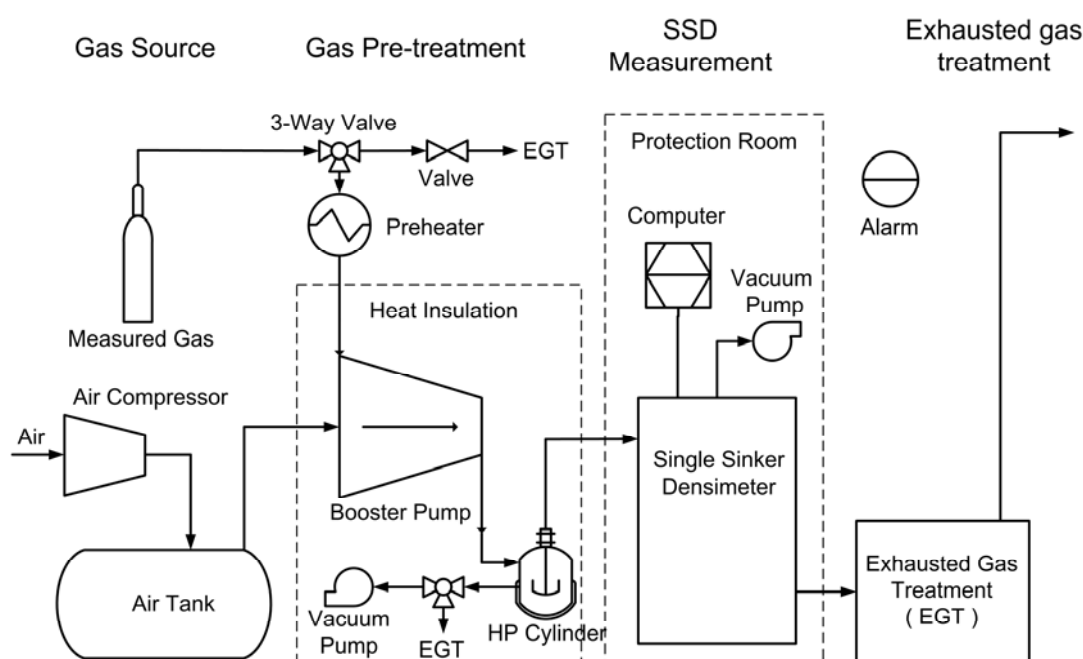 Gas Source
Gas Pre-treatment
SSD
Measurement
Exhausted gas
treatment
3-Way Valve
EGT
Valve
Preheater
Measured Gas
Heat Insulation
Protection Room
Computer
Vacuum
Pump
Alarm
Air Compressor
Air
Booster Pump
Single Sinker
Densimeter
Air Tank
Vacuum
Pump
EGT
HP Cylinder
Exhausted Gas
Treatment
( EGT )